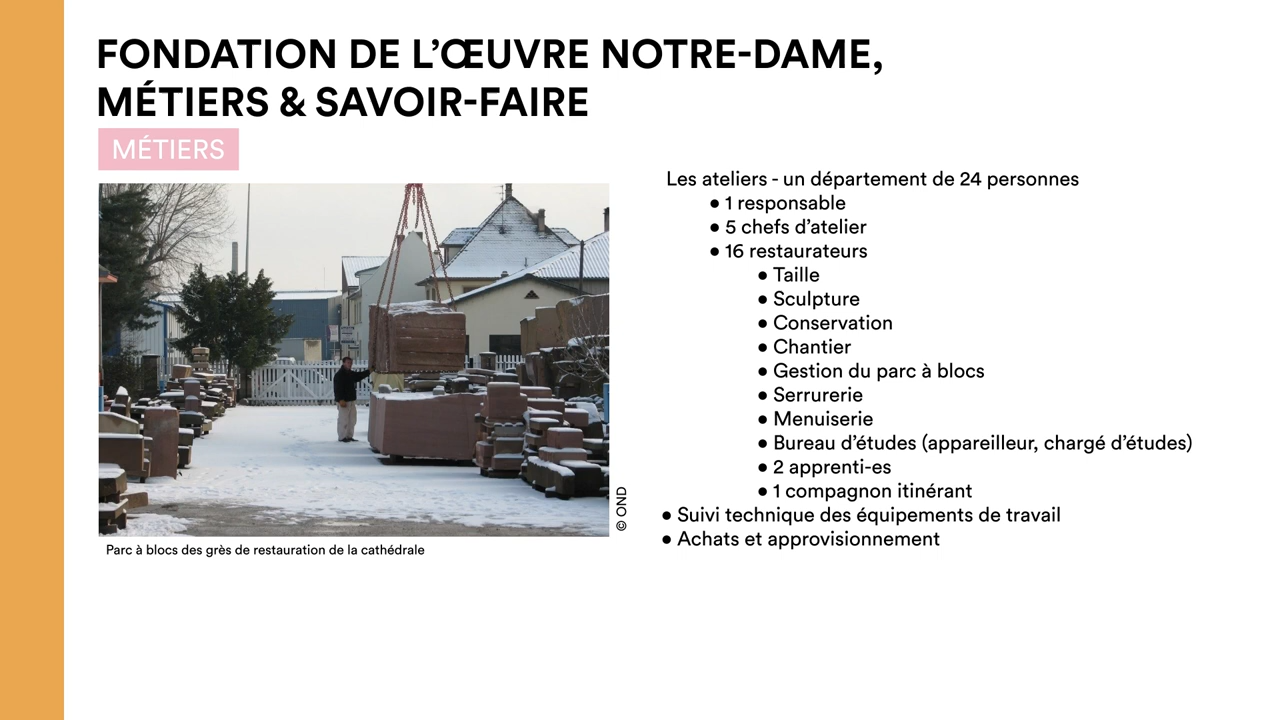 FONDATION DE L’ŒUVRE NOTRE-DAME,
MÉTIERS & SAVOIR-FAIRE
MÉTIERS
© OND
Parc à blocs des grès de restauration de la cathédrale
Les ateliers - un département de 24 personnes
● 1 responsable
● 5 chefs d’atelier
● 16 restaurateurs
● Taille
● Sculpture
● Conservation
● Chantier
● Gestion du parc à blocs
● Serrurerie
● Menuiserie
● Bureau d’études (appareilleur, chargé d’études)
● 2 apprenti-es
● 1 compagnon itinérant
● Suivi technique des équipements de travail
● Achats et approvisionnement